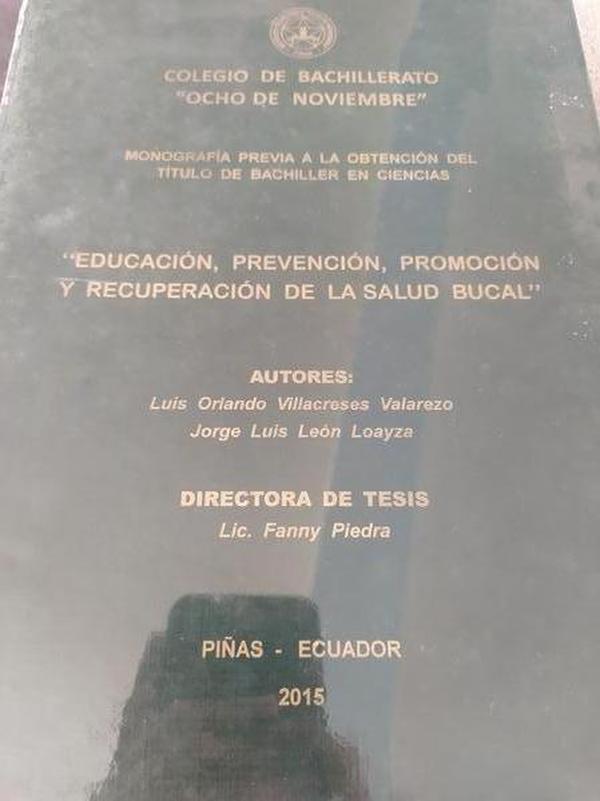 COLEGIO DE BACHILLERATO
"OCHO DE NOVIEMBRE"
MONOGRAFÍA PREVIA A LA OBTENCIÓN DEL
TÍTULO DE BACHILLER EN CIENCIAS
"EDUCACIÓN, PREVENCIÓN, PROMOCIÓN
Y RECUPERACIÓN DE LA SALUD BUCAL"
AUTORES:
Luis Orlando Villacreses Valarezo
Jorge Luis León Loayza
DIRECTORA DE TESIS
Lic. Fanny Piedra
PIÑAS - ECUADOR
2015